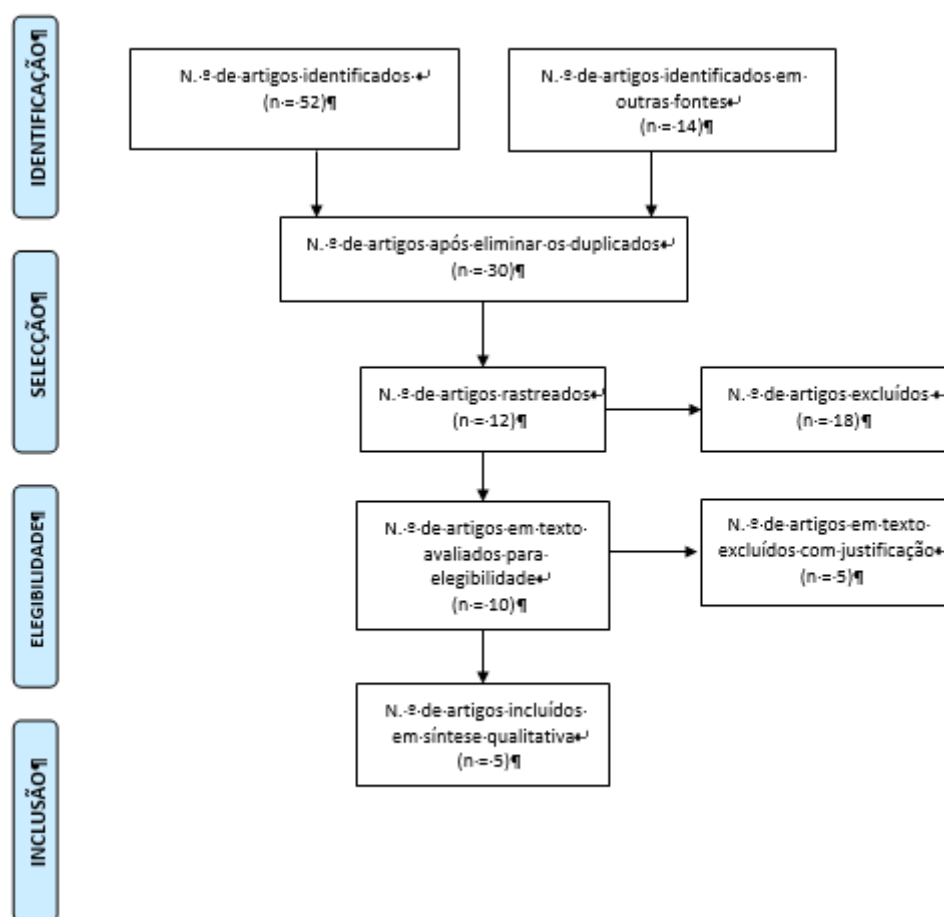 IDENTIFICAÇÃO¶
N.·º·de·artigos·identificados·↵
(n·=·52)¶
N.·º·de·artigos·identificados·em·
outras·fontes↵
(n·=·14)¶
N.·º·de·artigos·após·eliminar·os·duplicados↵
(n·=·30)¶
SELECÇÃO¶
N.·º·de·artigos·rastreados↵
(n·=·12)¶
N.·º·de·artigos·excluídos·↵
(n·=·18)¶
ELEGIBILIDADE¶
N.·º·de·artigos·em·texto·
avaliados·para·
elegibilidade↵
(n·=·10)¶
N.·º·de·artigos·em·texto·
excluídos·com·justificação↵
(n·=·5)¶
INCLUSÃO¶
N.·º·de·artigos·incluídos·
em·síntese·qualitativa↵
(n·=·5)¶